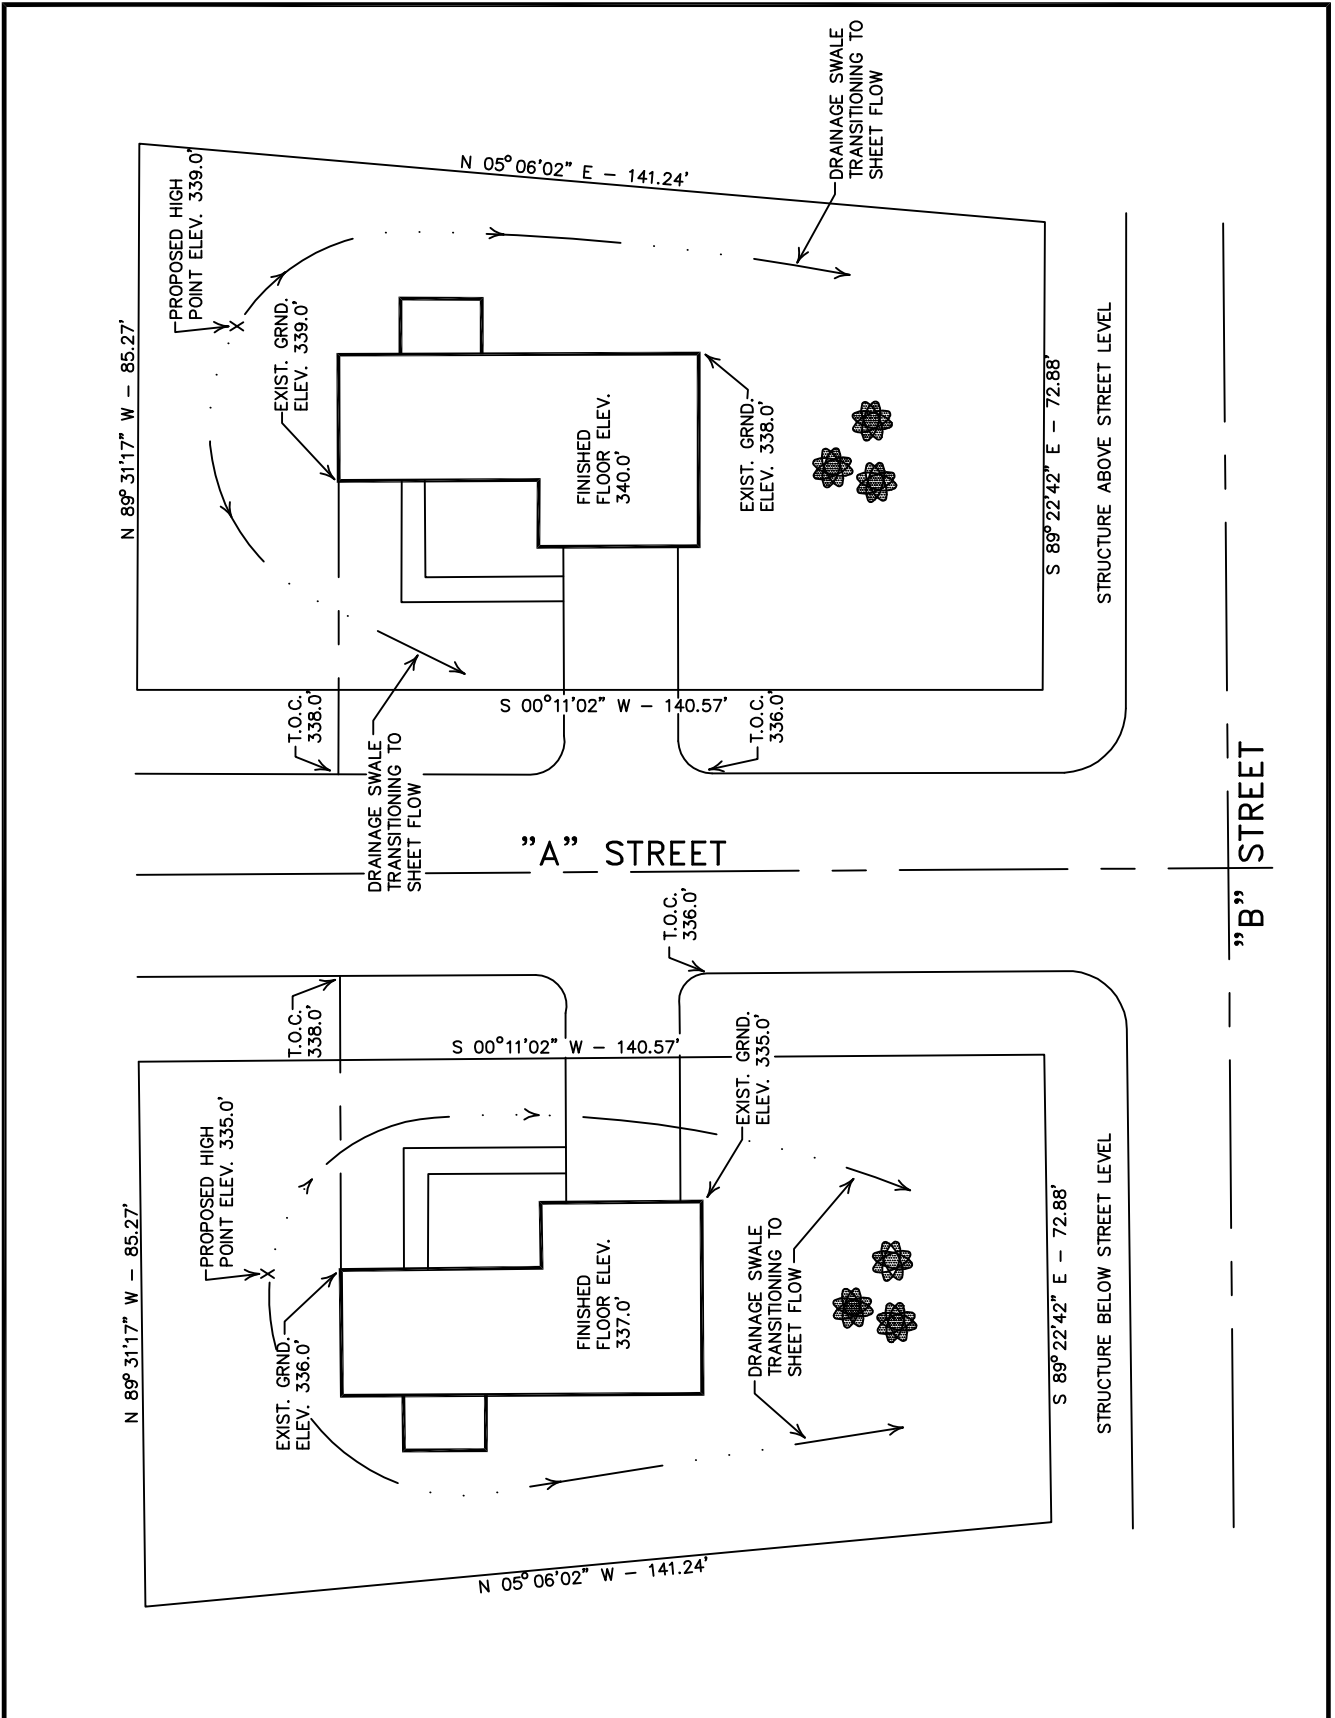 DRAINAGE SWALE
TRANSITIONING TO
SHEET FLOW
N 05°06'02" E – 141.24'
PROPOSED HIGH
POINT ELEV. 339.0'
N 89°31'17" W – 85.27'
EXIST. GRND.
ELEV. 339.0'
FINISHED
FLOOR ELEV.
340.0'
EXIST. GRND.
ELEV. 338.0'
S 89°22'42" E – 72.88'
STRUCTURE ABOVE STREET LEVEL
S 00°11'02" W – 140.57'
T.O.C.
338.0'
T.O.C.
336.0'
DRAINAGE SWALE
TRANSITIONING TO
SHEET FLOW
"A" STREET
"B" STREET
T.O.C.
336.0'
T.O.C.
338.0'
S 00°11'02" W – 140.57'
EXIST. GRND.
ELEV. 335.0'
PROPOSED HIGH
POINT ELEV. 335.0'
N 89°31'17" W – 85.27'
EXIST. GRND.
ELEV. 336.0'
FINISHED
FLOOR ELEV.
337.0'
DRAINAGE SWALE
TRANSITIONING TO
SHEET FLOW
S 89°22'42" E – 72.88'
STRUCTURE BELOW STREET LEVEL
N 05°06'02" W – 141.24'